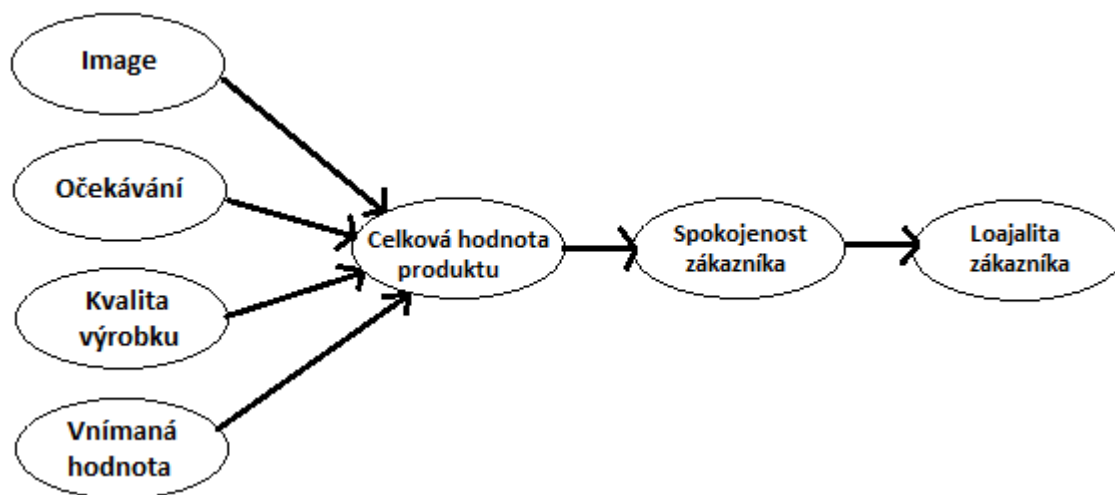 Image
Očekávání
Kvalita
výrobku
Vnímaná
hodnota
Celková hodnota
produktu
Spokojenost
zákazníka
Loajalita
zákazníka